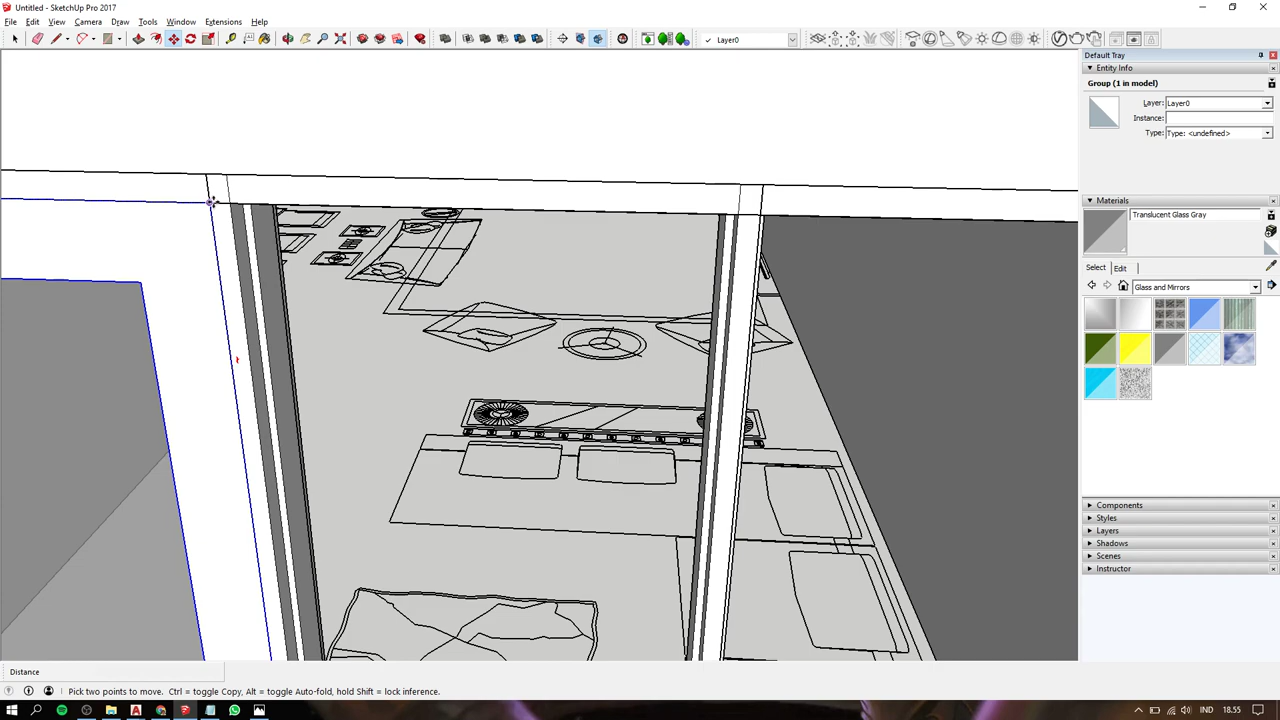 Untitled - SketchUp Pro 2017
File Edit View Camera Draw Tools Window Extensions Help
Layer0
Default Tray
Entity Info
Group (1 in model)
Layer: Layer0
Instance:
Type: Type: <undefined>
Materials
Translucent Glass Gray
Select Edit
Glass and Mirrors
Components
Styles
Layers
Shadows
Scenes
Instructor
Distance
Pick two points to move. Ctrl = toggle Copy, Alt = toggle Auto-fold, hold Shift = lock inference.
IND 18.55